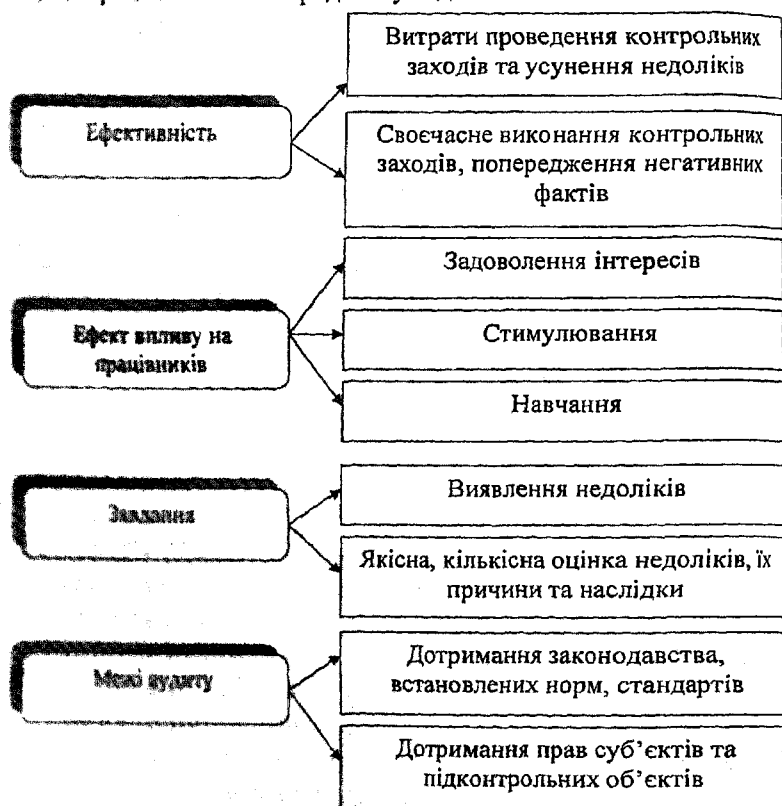 Витрати проведення контрольних
заходів та усунення недоліків
Ефективність
Своєчасне виконання контрольних
заходів, попередження негативних
фактів
Задоволення інтересів
Ефект впливу на
працівників
Стимулювання
Навчання
Виявлення недоліків
Завдання
Якісна, кількісна оцінка недоліків, їх
причини та наслідки
Дотримання законодавства,
встановлених норм, стандартів
Межі аудиту
Дотримання прав суб’єктів та
підконтрольних об’єктів